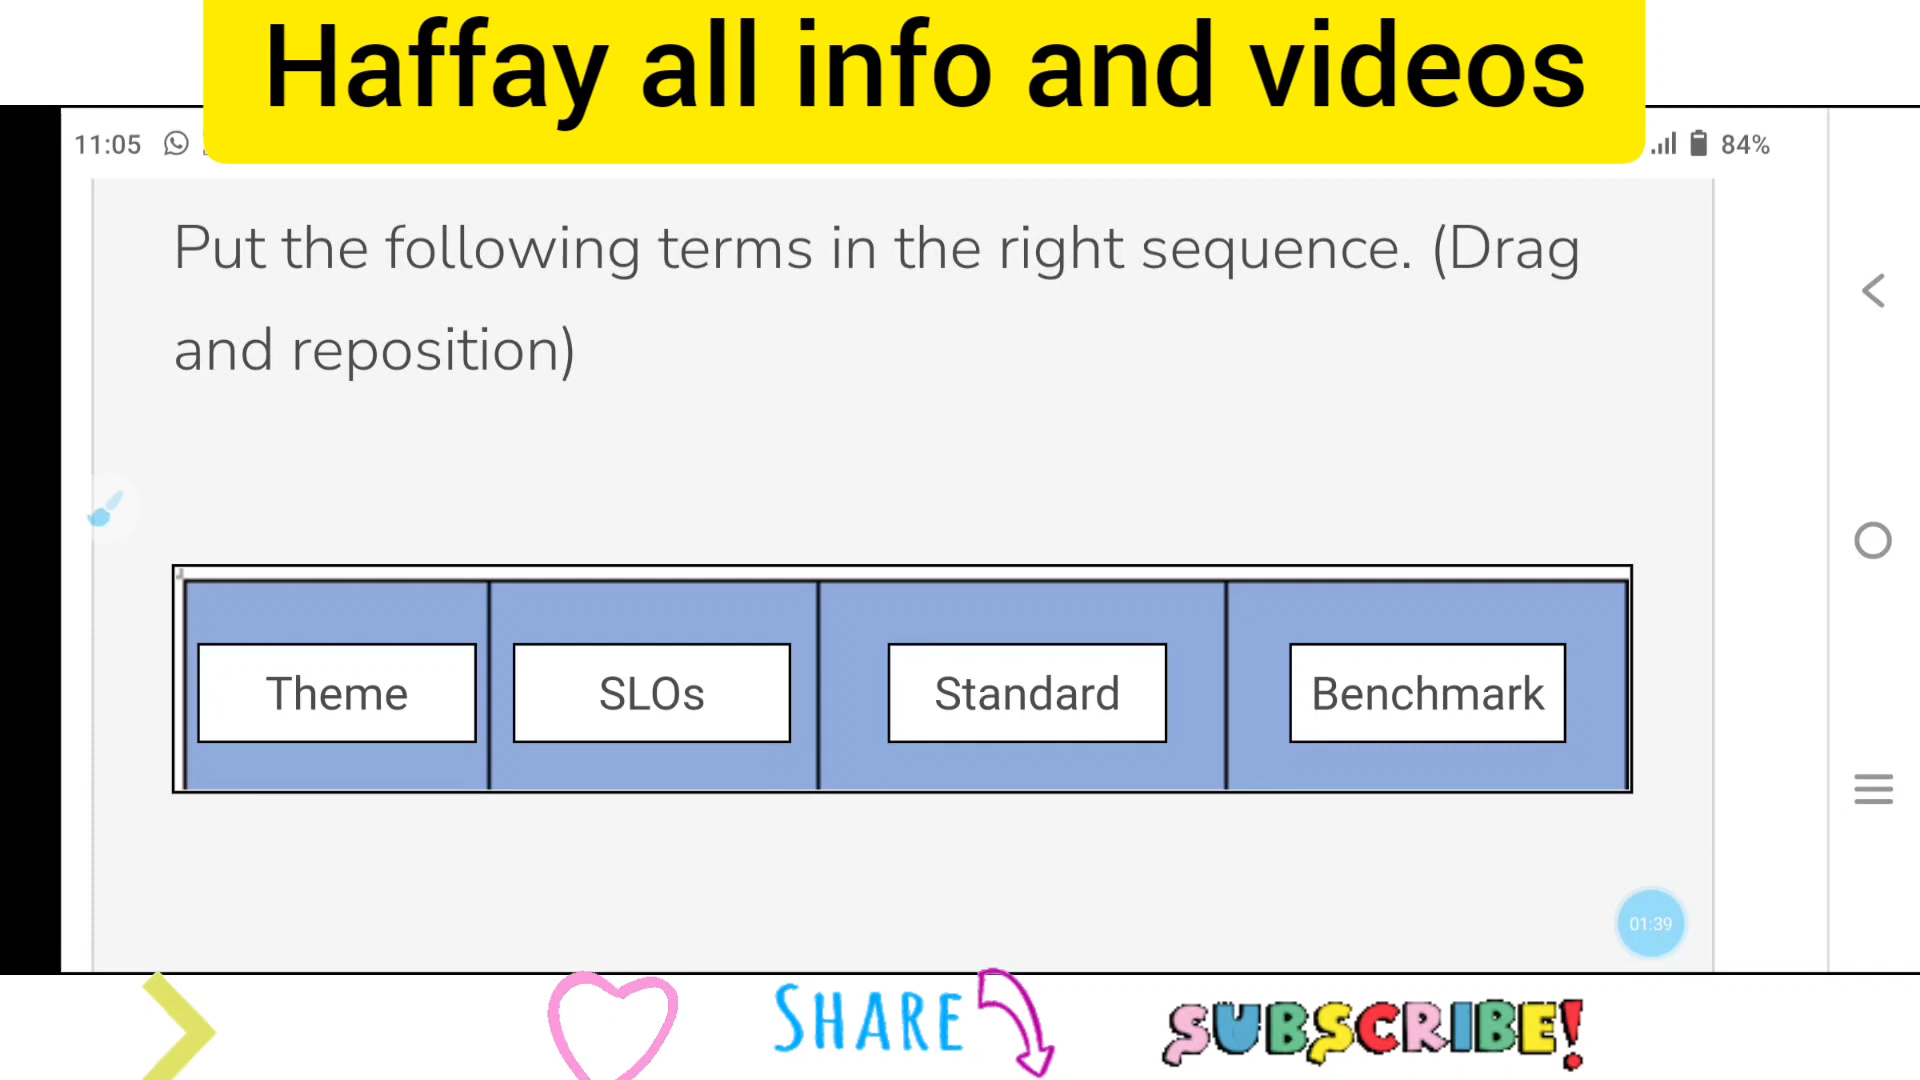 Haffay all info and videos
11:05
84%
Put the following terms in the right sequence. (Drag
and reposition)
Theme SLOs Standard Benchmark
01:39
SHARE SUBSCRIBE!